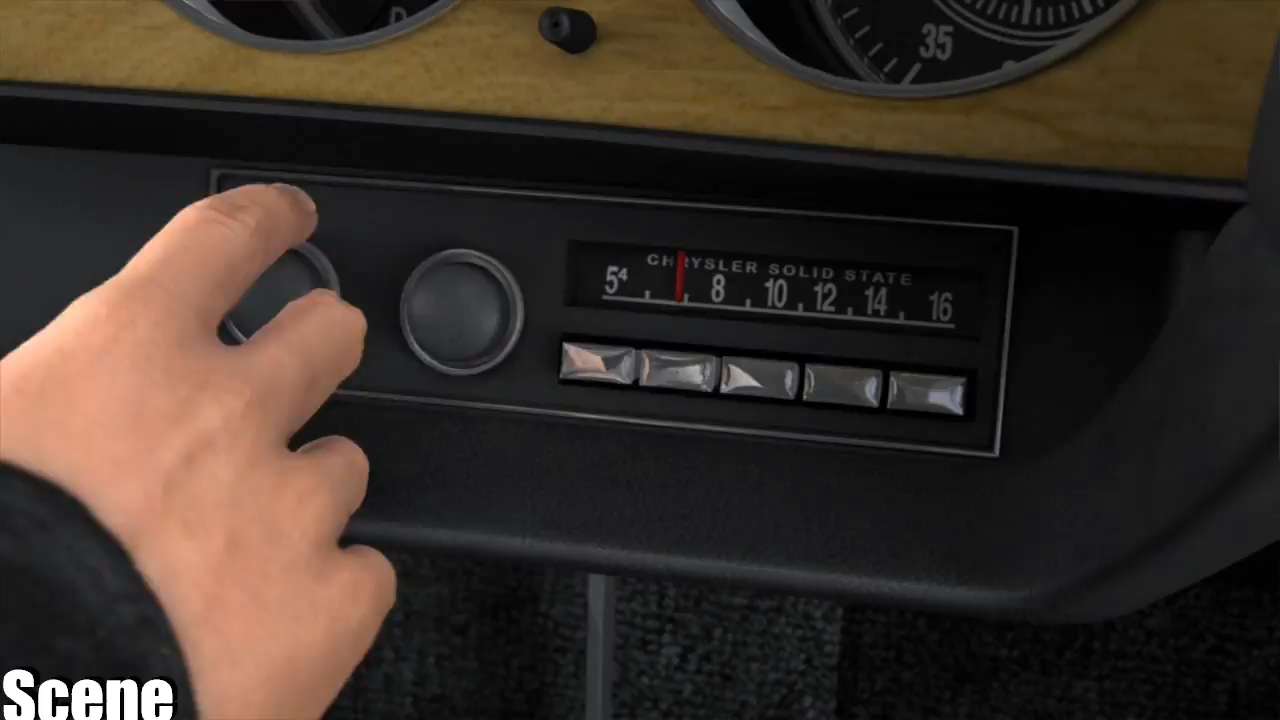 D
35
CHRYSLER SOLID STATE
5⁴ 8 10 12 14 16
Scene